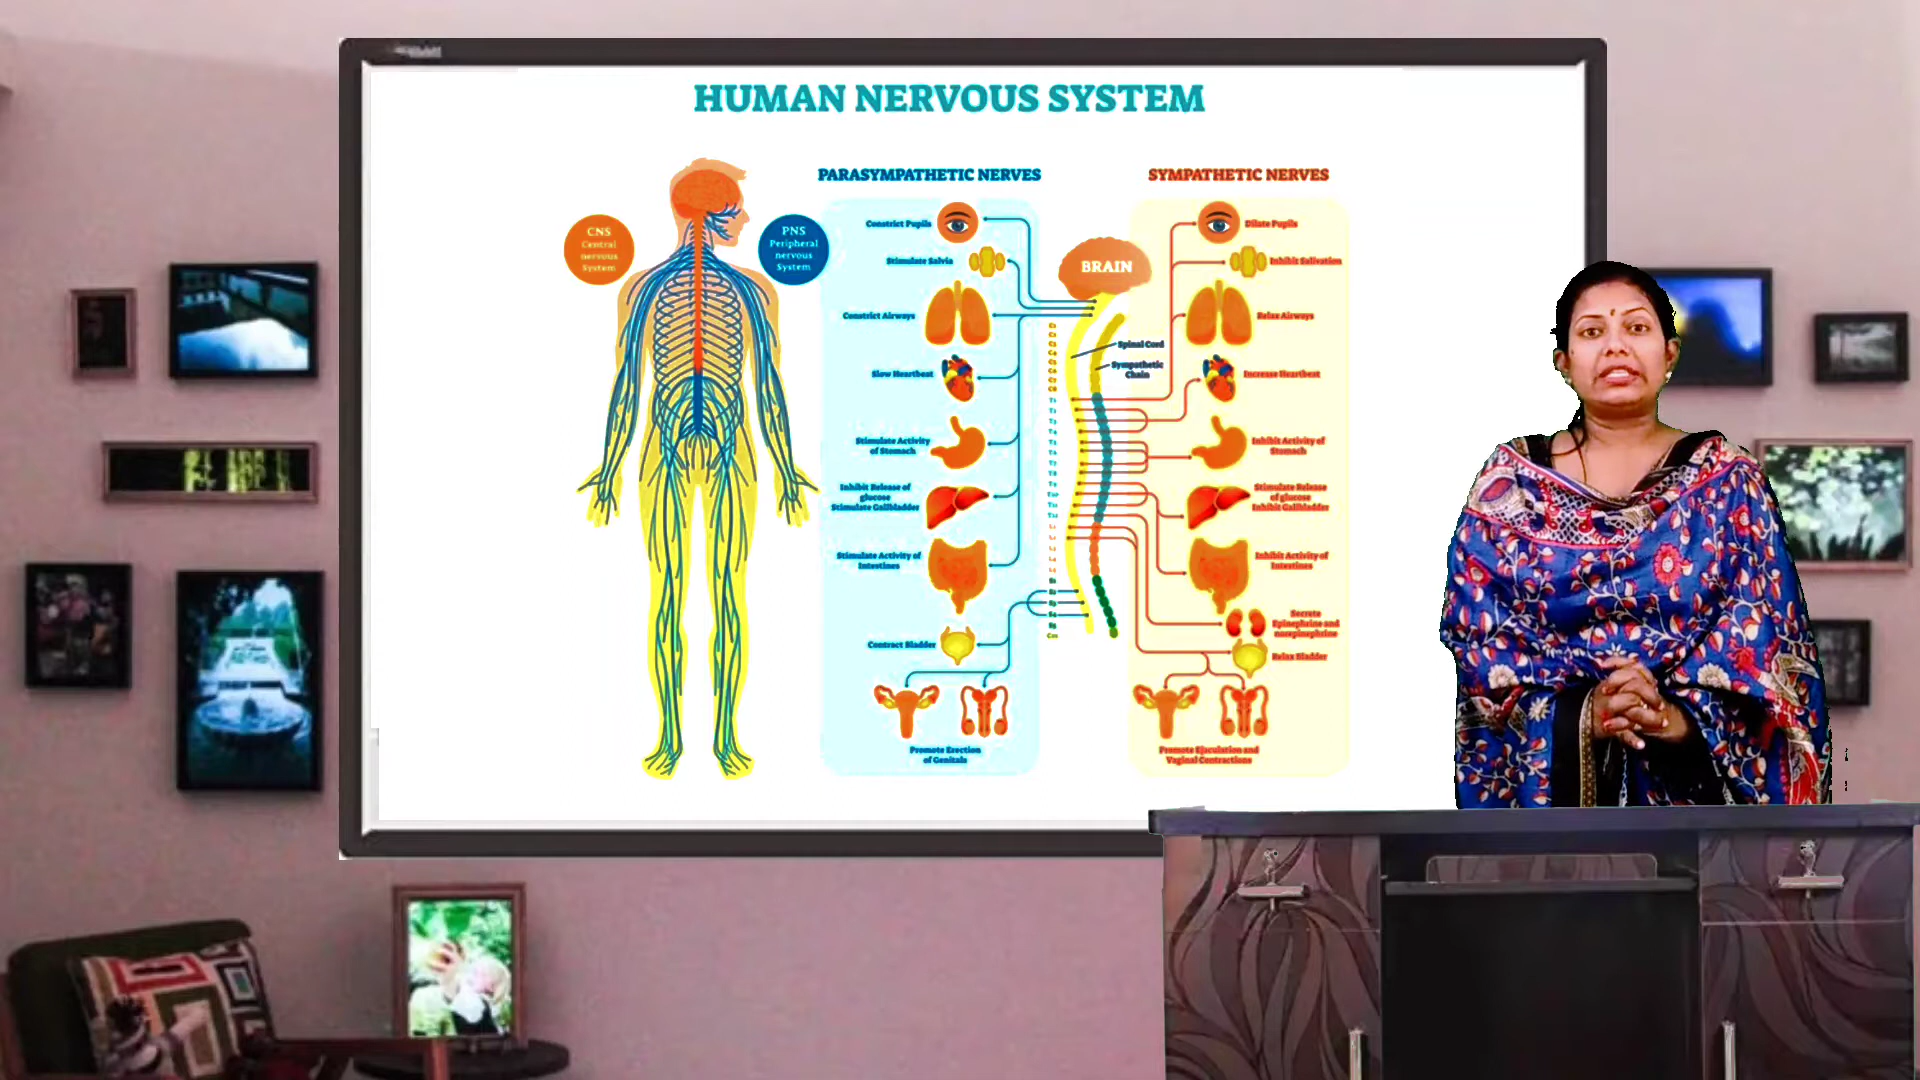 HUMAN NERVOUS SYSTEM
CNS
Central
nervous
System
PNS
Peripheral
nervous
System
PARASYMPATHETIC NERVES
Constrict Pupils
Stimulate Salvia
Constrict Airways
Slow Heartbeat
Stimulate Activity
of Stomach
Inhibit Release of
glucose
Stimulate Gallbladder
Stimulate Activity of
Intestines
Contract Bladder
Promote Erection
of Genitals
BRAIN
Spinal Cord
Sympathetic
Chain
SYMPATHETIC NERVES
Dilate Pupils
Inhibit Salivation
Relax Airways
Increase Heartbeat
Inhibit Activity of
Stomach
Stimulate Release
of glucose
Inhibit Gallbladder
Inhibit Activity of
Intestines
Secrete
Epinephrine and
norepinephrine
Relax Bladder
Promote Ejaculation and
Vaginal Contractions